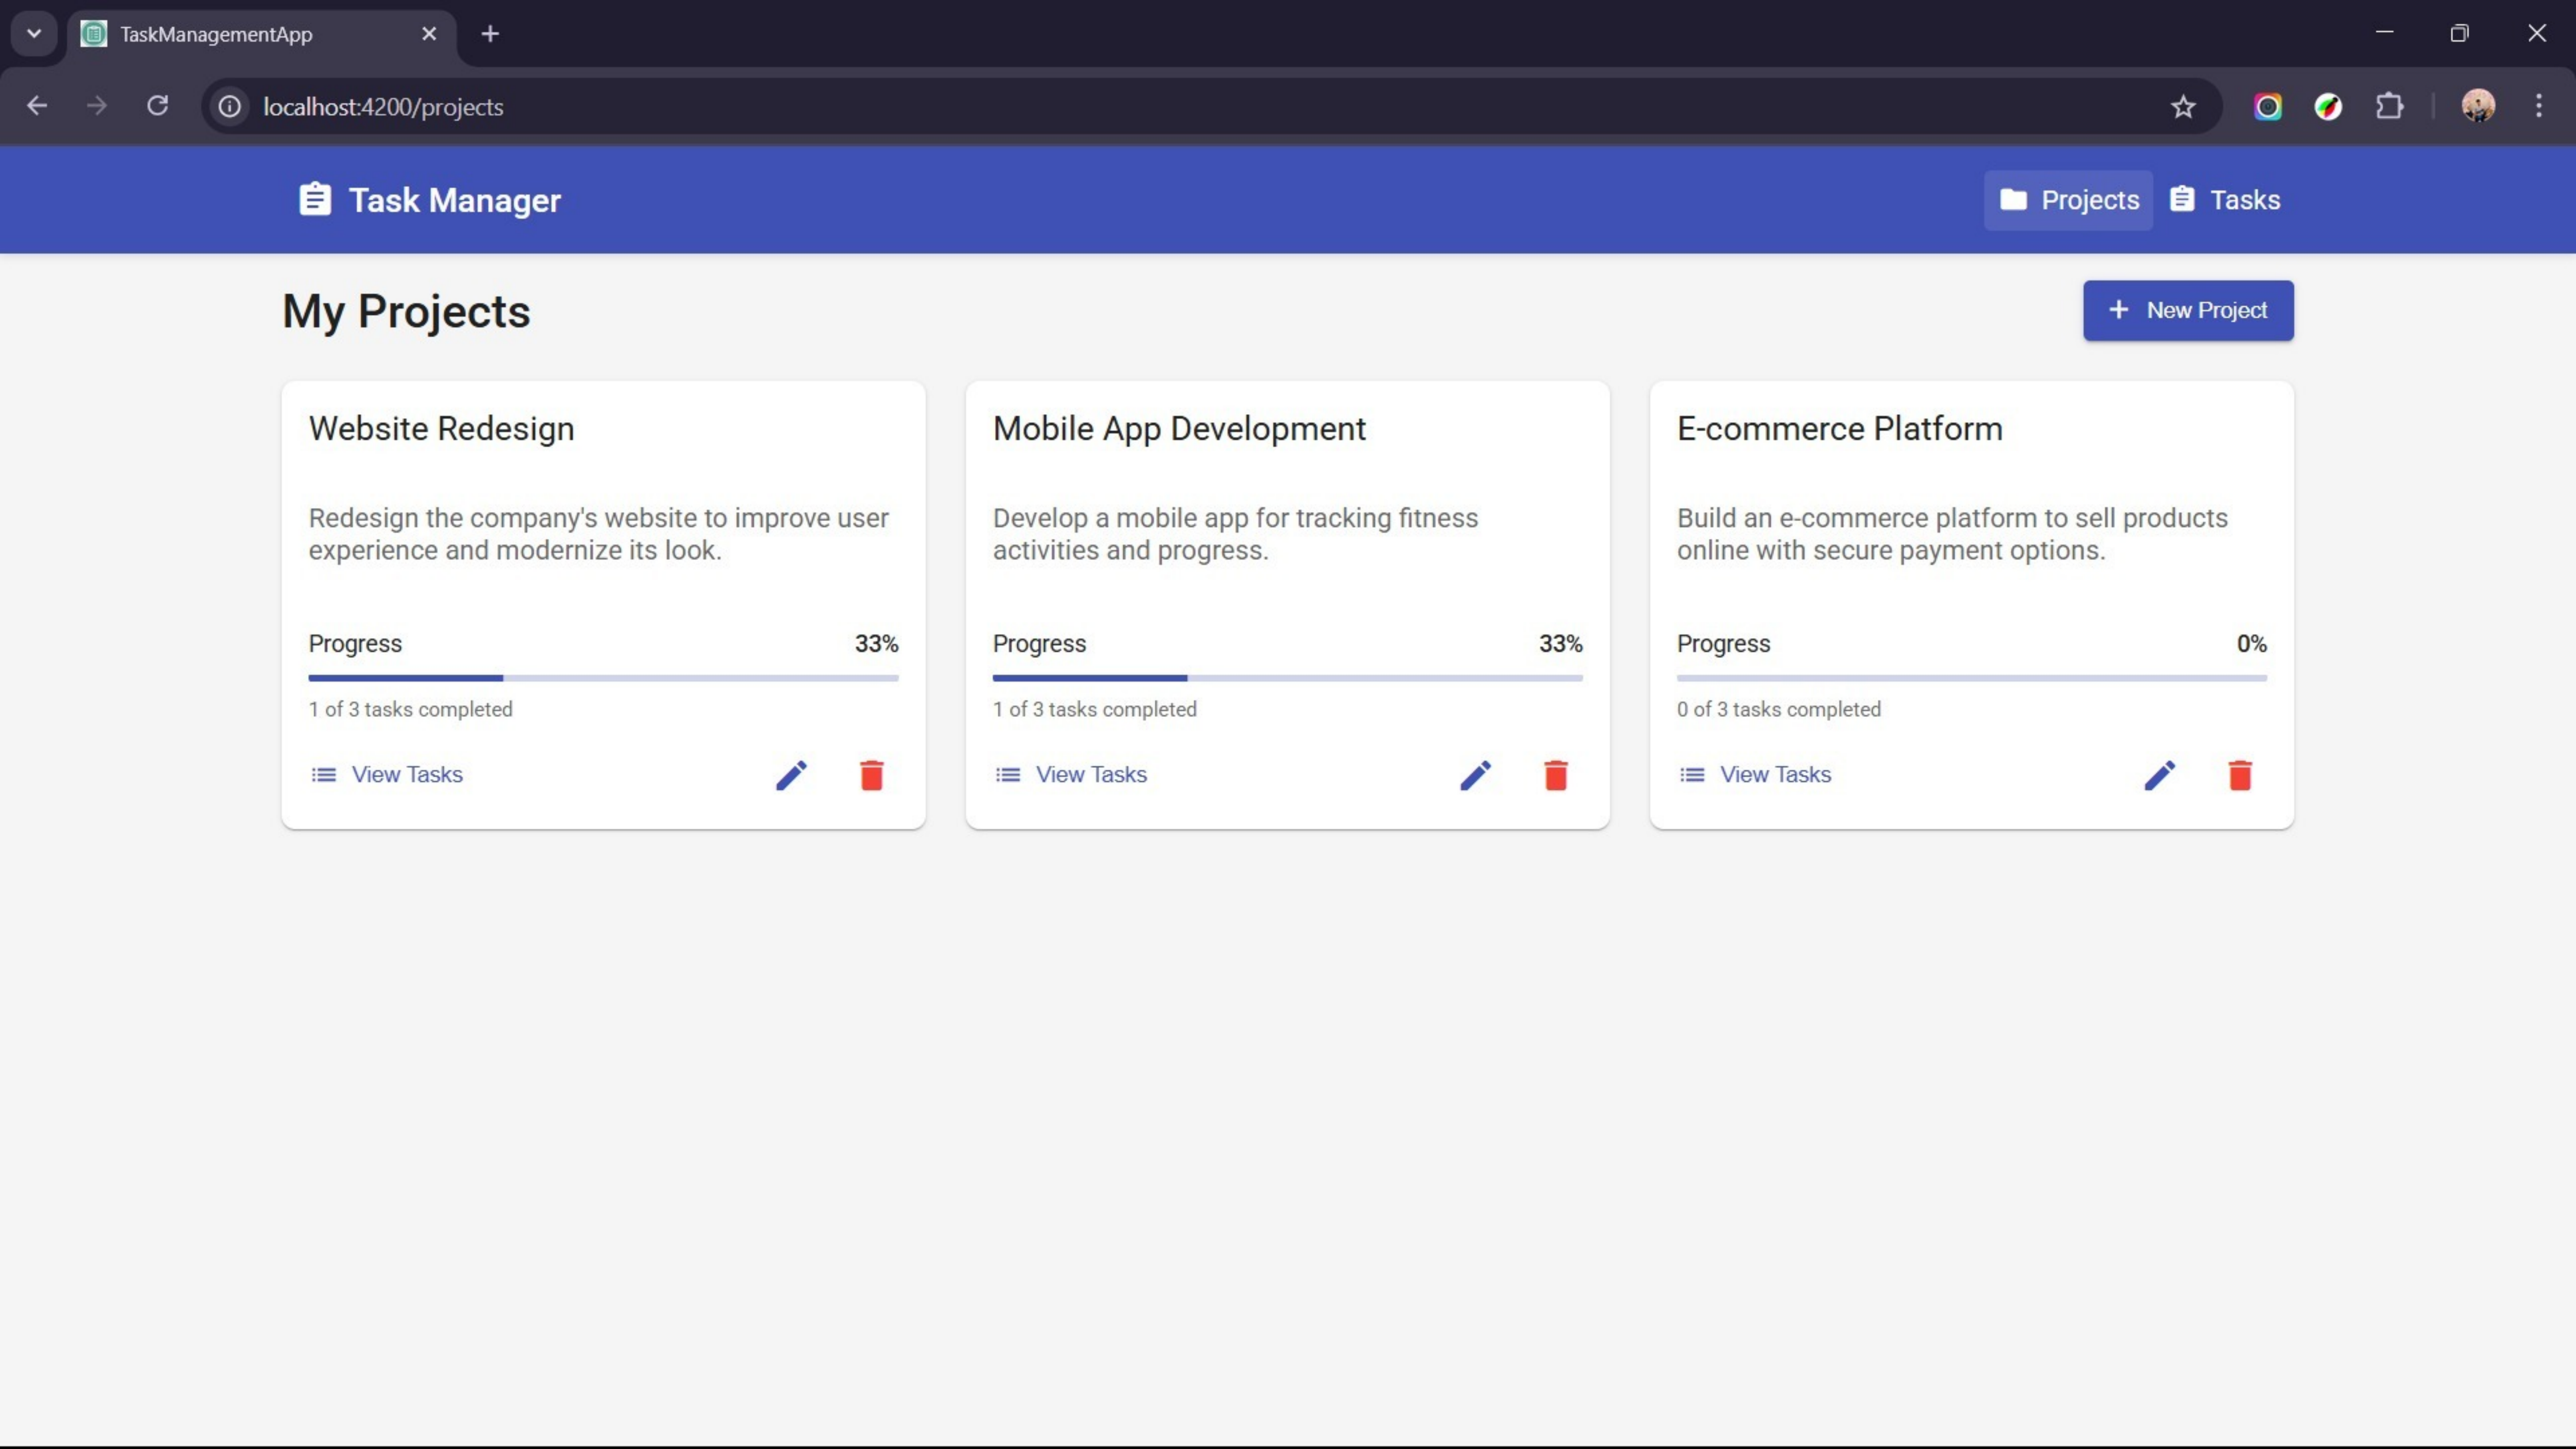 TaskManagementApp
localhost:4200/projects
Task Manager
Projects
Tasks
My Projects
New Project
Website Redesign
Redesign the company's website to improve user
experience and modernize its look.
Progress 33%
1 of 3 tasks completed
View Tasks
Mobile App Development
Develop a mobile app for tracking fitness
activities and progress.
Progress 33%
1 of 3 tasks completed
View Tasks
E-commerce Platform
Build an e-commerce platform to sell products
online with secure payment options.
Progress 0%
0 of 3 tasks completed
View Tasks